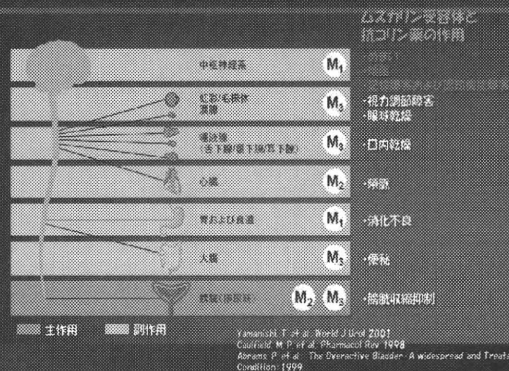 ムスカリン受容体と
抗コリン薬の作用
中枢神経系
M1
虹彩/毛様体
涙腺
M3
・視力調節障害
・眼球乾燥
唾液腺
(舌下腺/顎下腺/耳下腺)
M3
・口内乾燥
心臓
M2
・頻脈
胃および食道
M1
・消化不良
大腸
M3
・便秘
膀胱(排尿筋)
M2 M3
・膀胱収縮抑制
主作用
副作用
Yamanishi T et al. World J Urol 2001
Caulfield M P et al. Pharmacol Rev 1998
Abrams P et al. The Overactive Bladder - A widespread and Treatable
Condition: 1999